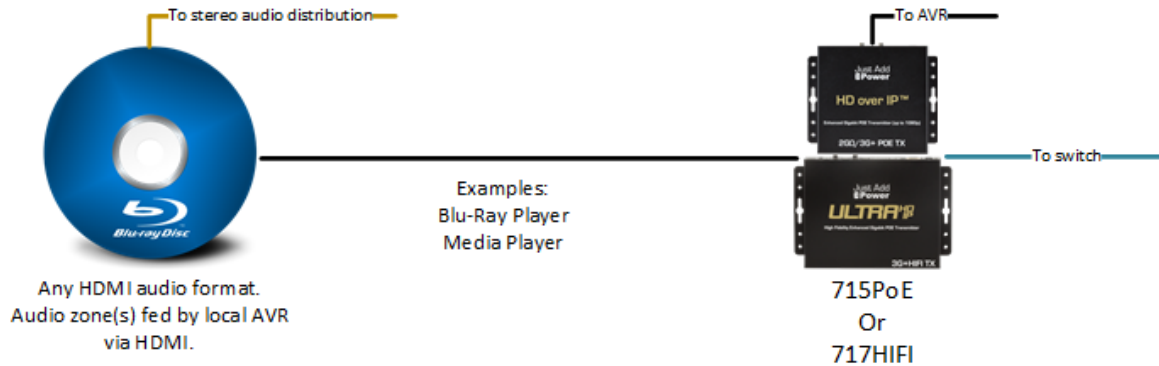 To stereo audio distribution
To AVR
Just Add
Power
HD over IP™
Enhanced Gigabit POE Transmitter (up to 1080p)
2GΩ/3G+ POE TX
To switch
Blu-ray Disc
Examples:
Blu-Ray Player
Media Player
Just Add
Power
ULTRA HD IP
High Fidelity Enhanced Gigabit POE Transmitter
3G+HIFI TX
Any HDMI audio format.
Audio zone(s) fed by local AVR
via HDMI.
715PoE
Or
717HIFI